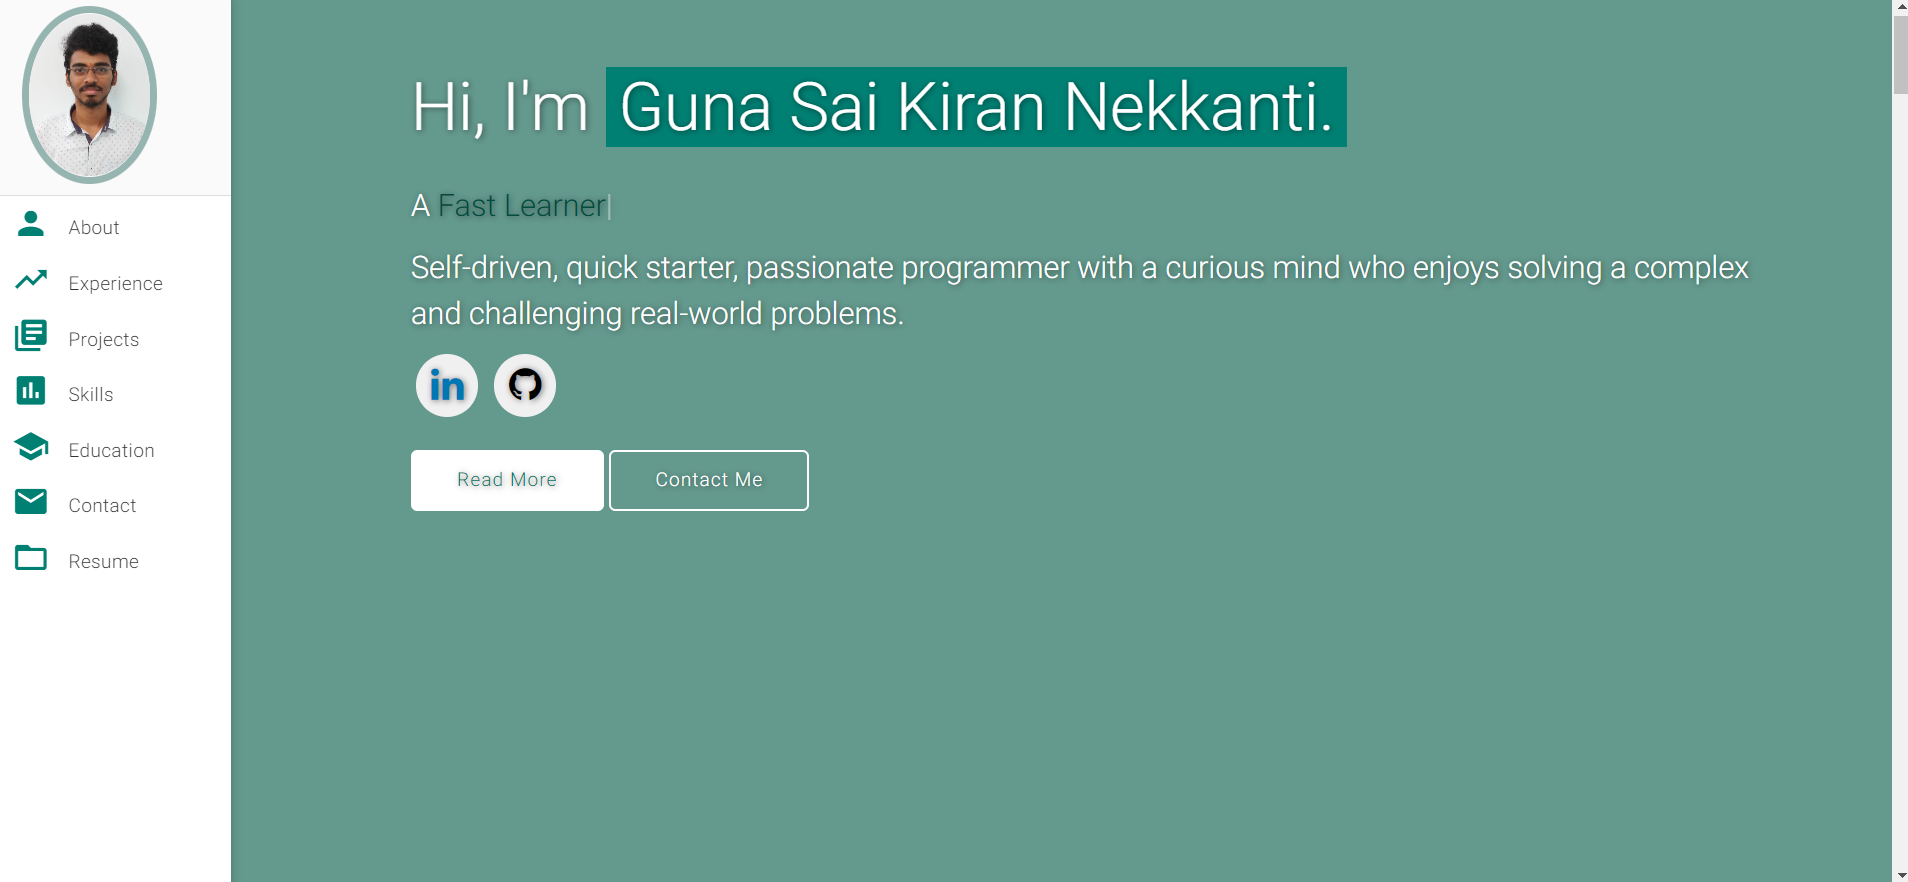 About
Experience
Projects
Skills
Education
Contact
Resume
Hi, I'm Guna Sai Kiran Nekkanti.
A Fast Learner|
Self-driven, quick starter, passionate programmer with a curious mind who enjoys solving a complex
and challenging real-world problems.
in
Read More
Contact Me